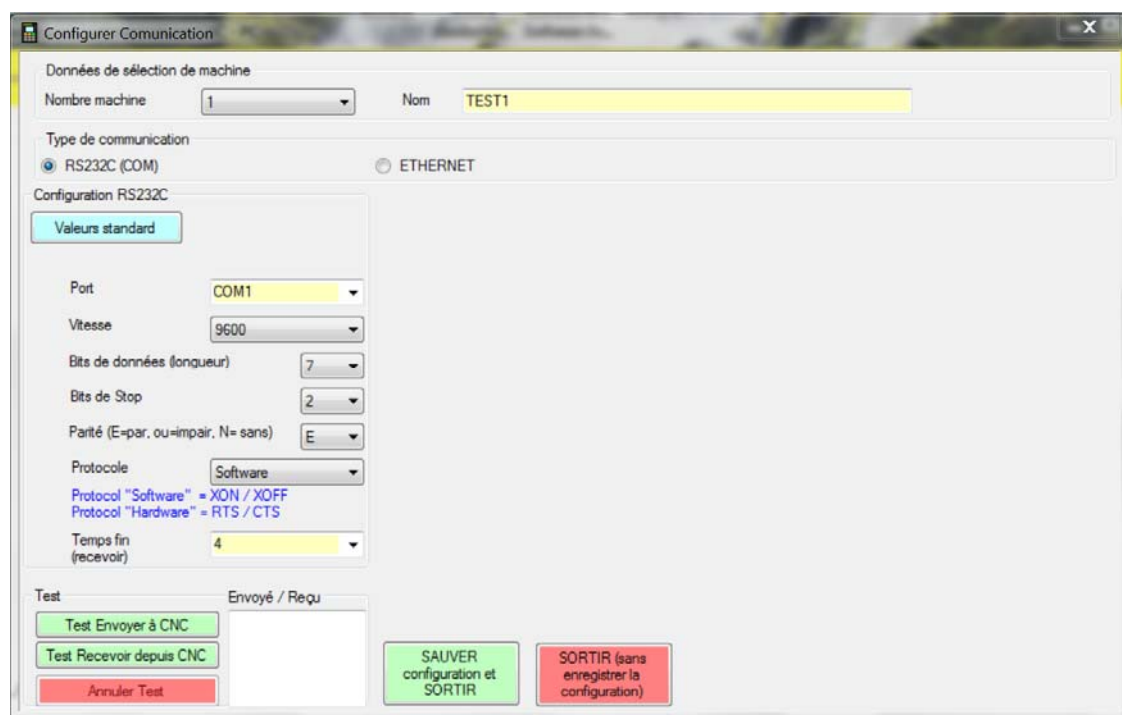 Configurer Comunication
X
Données de sélection de machine
Nombre machine 1 Nom TEST1
Type de communication
RS232C (COM) ETHERNET
Configuration RS232C
Valeurs standard
Port COM1
Vitesse 9600
Bits de données (longueur) 7
Bits de Stop 2
Parité (E=par, ou=impair, N= sans) E
Protocole Software
Protocol "Software" = XON / XOFF
Protocol "Hardware" = RTS / CTS
Temps fin 4
(recevoir)
Test Envoyé / Reçu
Test Envoyer à CNC
Test Recevoir depuis CNC
Annuler Test
SAUVER
configuration et
SORTIR
SORTIR (sans
enregistrer la
configuration)